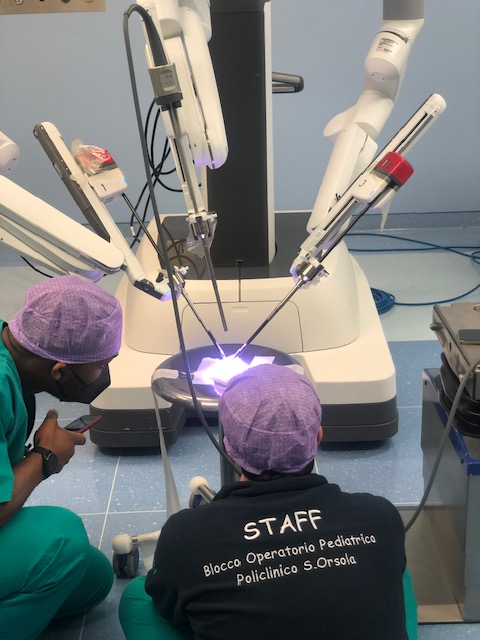 STAFF
Blocco Operatorio Pediatrico
Policlinico S.Orsola